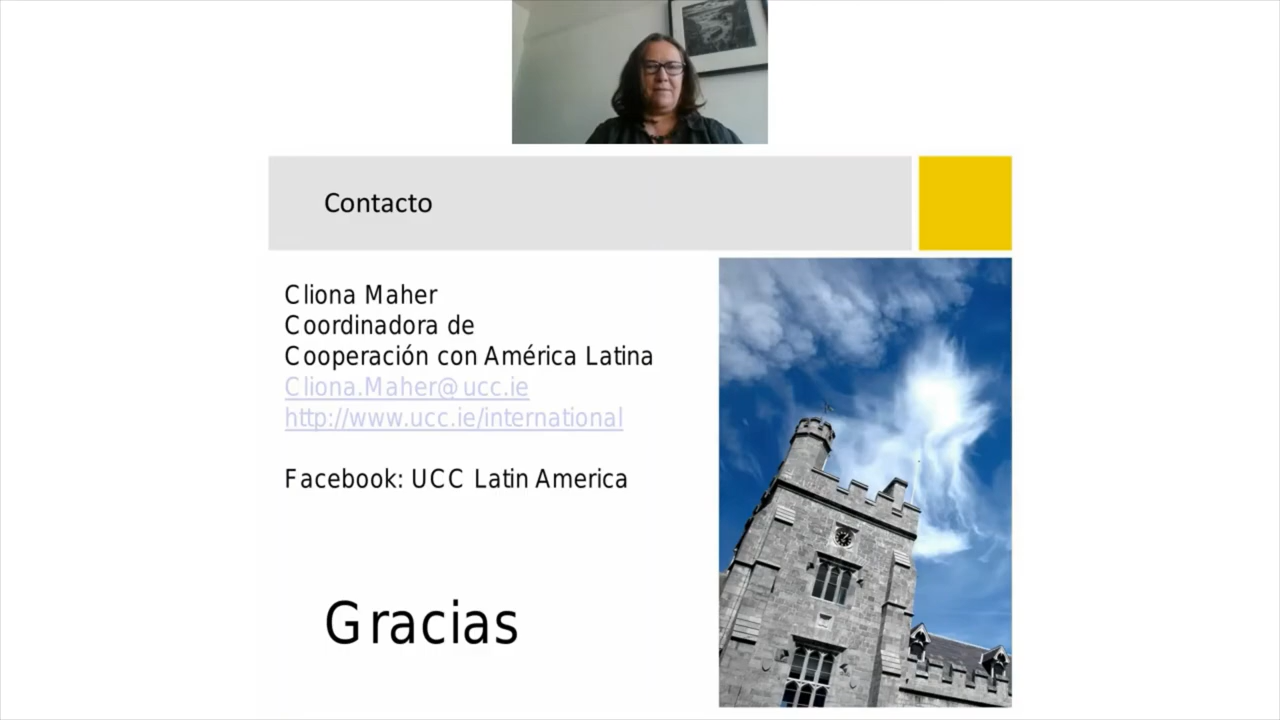 Contacto
Cliona Maher
Coordinadora de
Cooperación con América Latina
Cliona.Maher@ucc.ie
http://www.ucc.ie/international
Facebook: UCC Latin America
Gracias